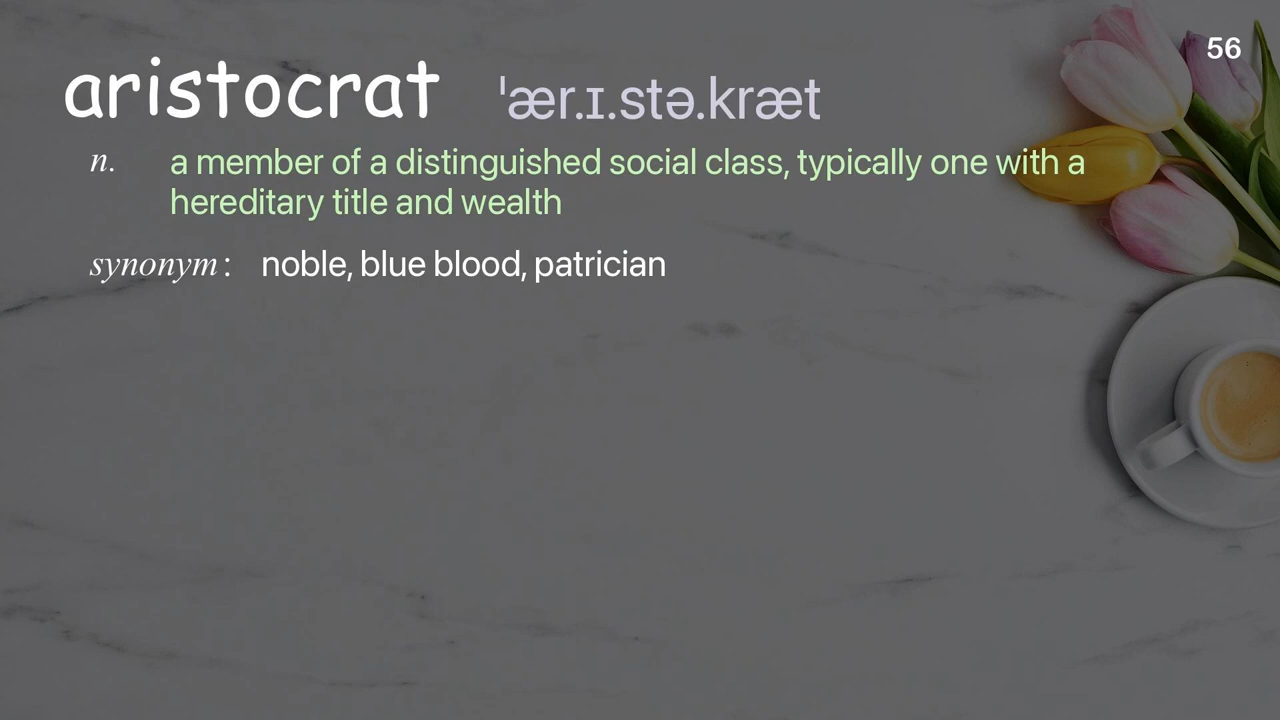 56
aristocrat ˈær.ɪ.stə.kræt
n. a member of a distinguished social class, typically one with a
hereditary title and wealth
synonym : noble, blue blood, patrician